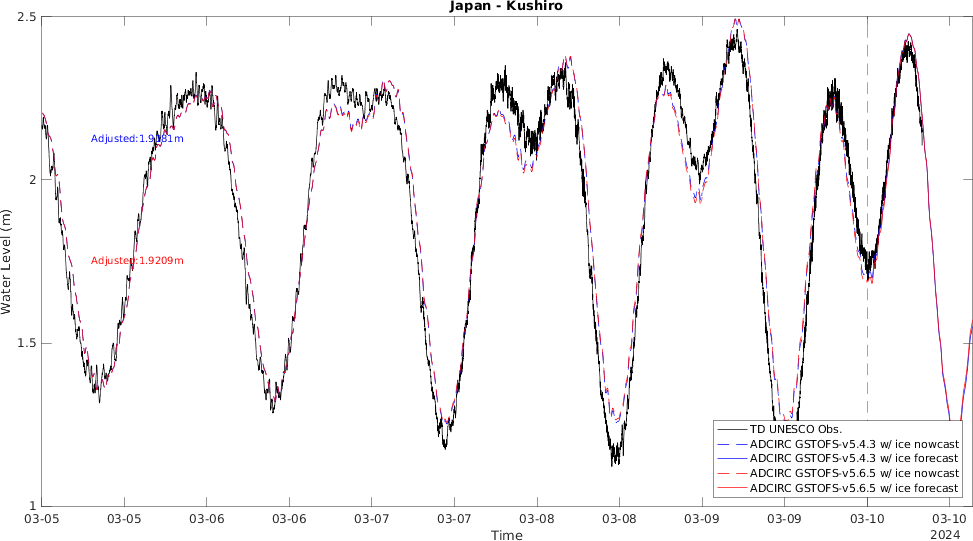 Japan - Kushiro
2.5
2
1.5
1
Water Level (m)
Adjusted:1.9181m
Adjusted:1.9209m
TD UNESCO Obs.
ADCIRC GSTOFS-v5.4.3 w/ ice nowcast
ADCIRC GSTOFS-v5.4.3 w/ ice forecast
ADCIRC GSTOFS-v5.6.5 w/ ice nowcast
ADCIRC GSTOFS-v5.6.5 w/ ice forecast
03-05 03-05 03-06 03-06 03-07 03-07 03-08 03-08 03-09 03-09 03-10 03-10
2024
Time